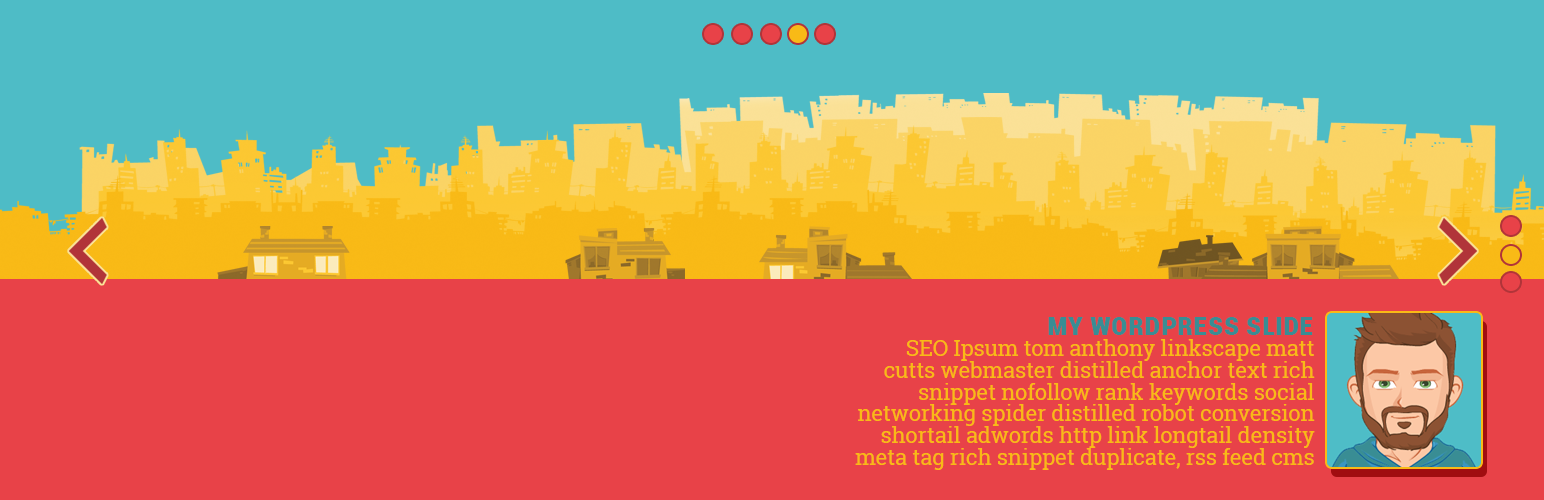 MY WORDPRESS SLIDE
SEO Ipsum tom anthony linkscape matt
cutts webmaster distilled anchor text rich
snippet nofollow rank keywords social
networking spider distilled robot conversion
shortail adwords http link longtail density
meta tag rich snippet duplicate, rss feed cms